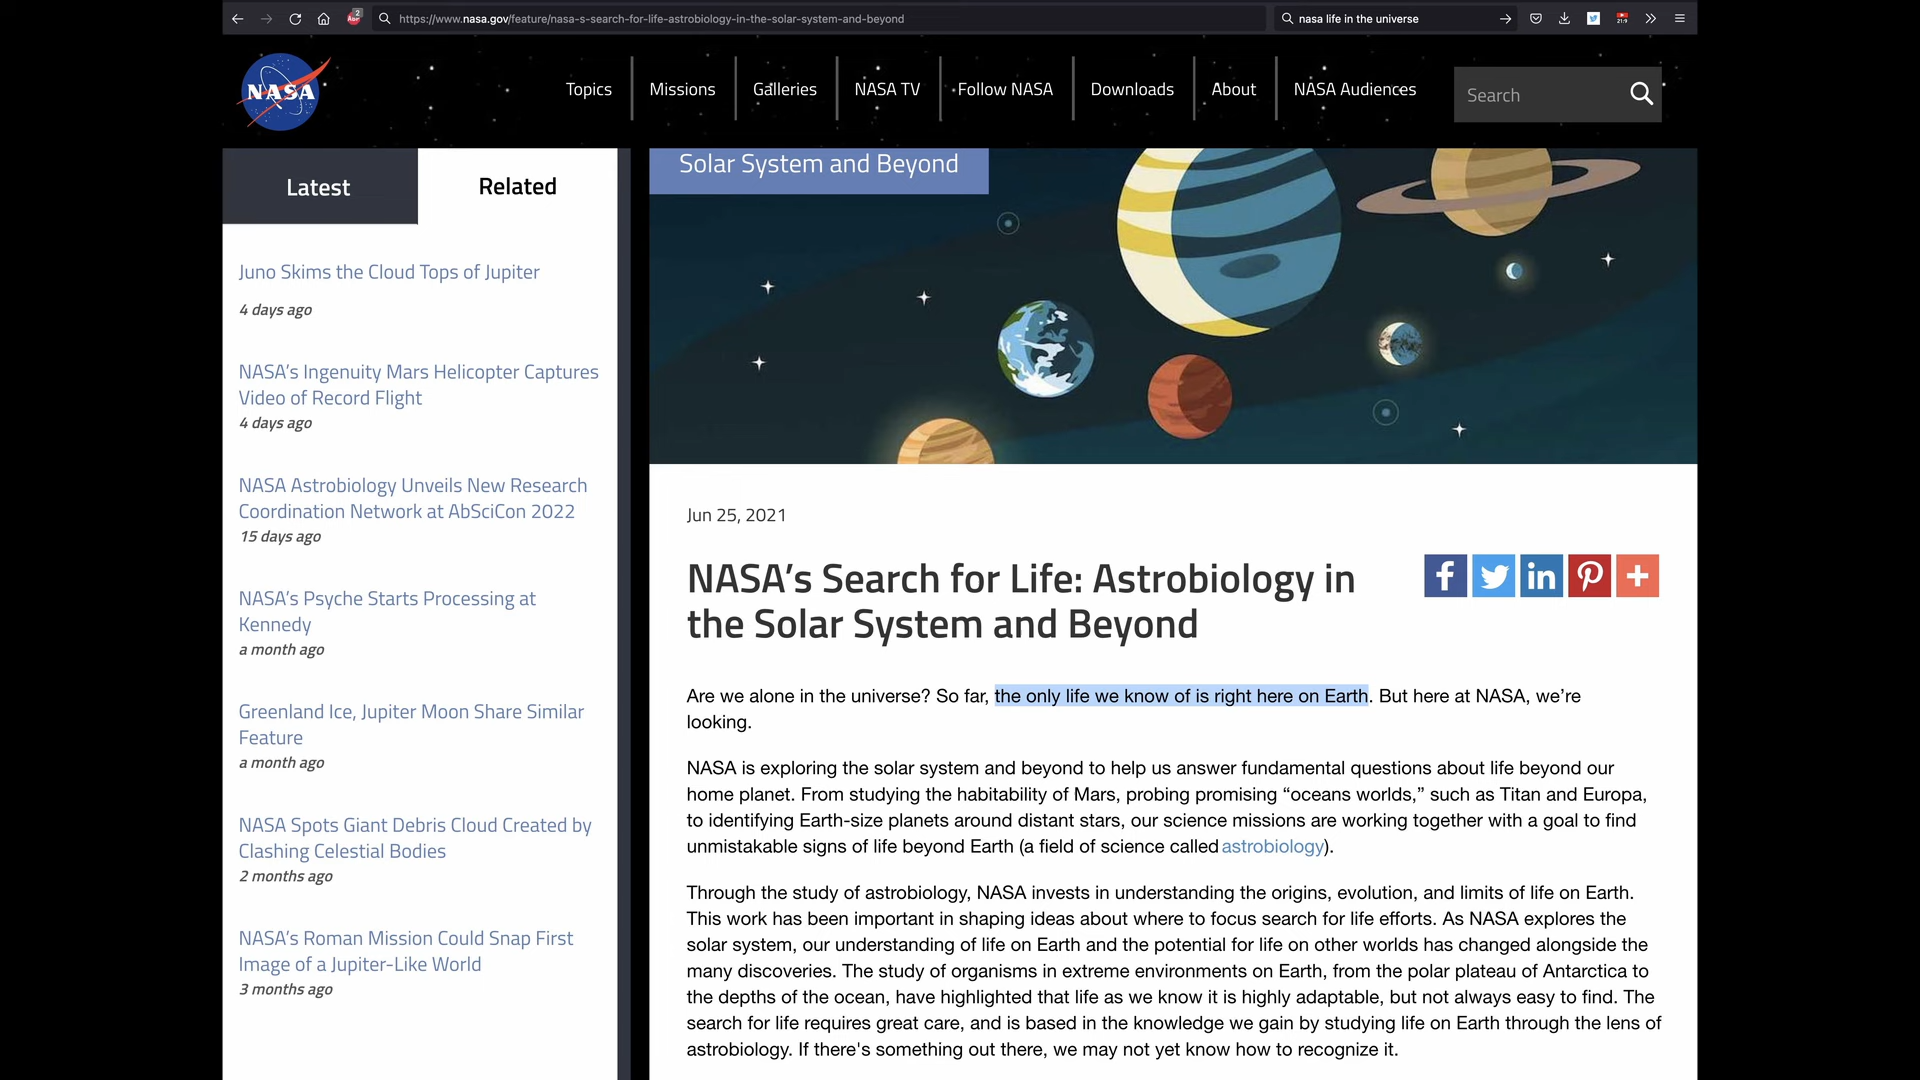 2
https://www.nasa.gov/feature/nasa-s-search-for-life-astrobiology-in-the-solar-system-and-beyond
nasa life in the universe
21:9
NASA
Topics
Missions
Galleries
NASA TV
Follow NASA
Downloads
About
NASA Audiences
Search
Latest
Related
Juno Skims the Cloud Tops of Jupiter
4 days ago
NASA’s Ingenuity Mars Helicopter Captures
Video of Record Flight
4 days ago
NASA Astrobiology Unveils New Research
Coordination Network at AbSciCon 2022
15 days ago
NASA’s Psyche Starts Processing at
Kennedy
a month ago
Greenland Ice, Jupiter Moon Share Similar
Feature
a month ago
NASA Spots Giant Debris Cloud Created by
Clashing Celestial Bodies
2 months ago
NASA’s Roman Mission Could Snap First
Image of a Jupiter-Like World
3 months ago
Solar System and Beyond
Jun 25, 2021
NASA’s Search for Life: Astrobiology in
the Solar System and Beyond
Are we alone in the universe? So far, the only life we know of is right here on Earth. But here at NASA, we’re
looking.
NASA is exploring the solar system and beyond to help us answer fundamental questions about life beyond our
home planet. From studying the habitability of Mars, probing promising “oceans worlds,” such as Titan and Europa,
to identifying Earth-size planets around distant stars, our science missions are working together with a goal to find
unmistakable signs of life beyond Earth (a field of science called astrobiology).
Through the study of astrobiology, NASA invests in understanding the origins, evolution, and limits of life on Earth.
This work has been important in shaping ideas about where to focus search for life efforts. As NASA explores the
solar system, our understanding of life on Earth and the potential for life on other worlds has changed alongside the
many discoveries. The study of organisms in extreme environments on Earth, from the polar plateau of Antarctica to
the depths of the ocean, have highlighted that life as we know it is highly adaptable, but not always easy to find. The
search for life requires great care, and is based in the knowledge we gain by studying life on Earth through the lens of
astrobiology. If there's something out there, we may not yet know how to recognize it.